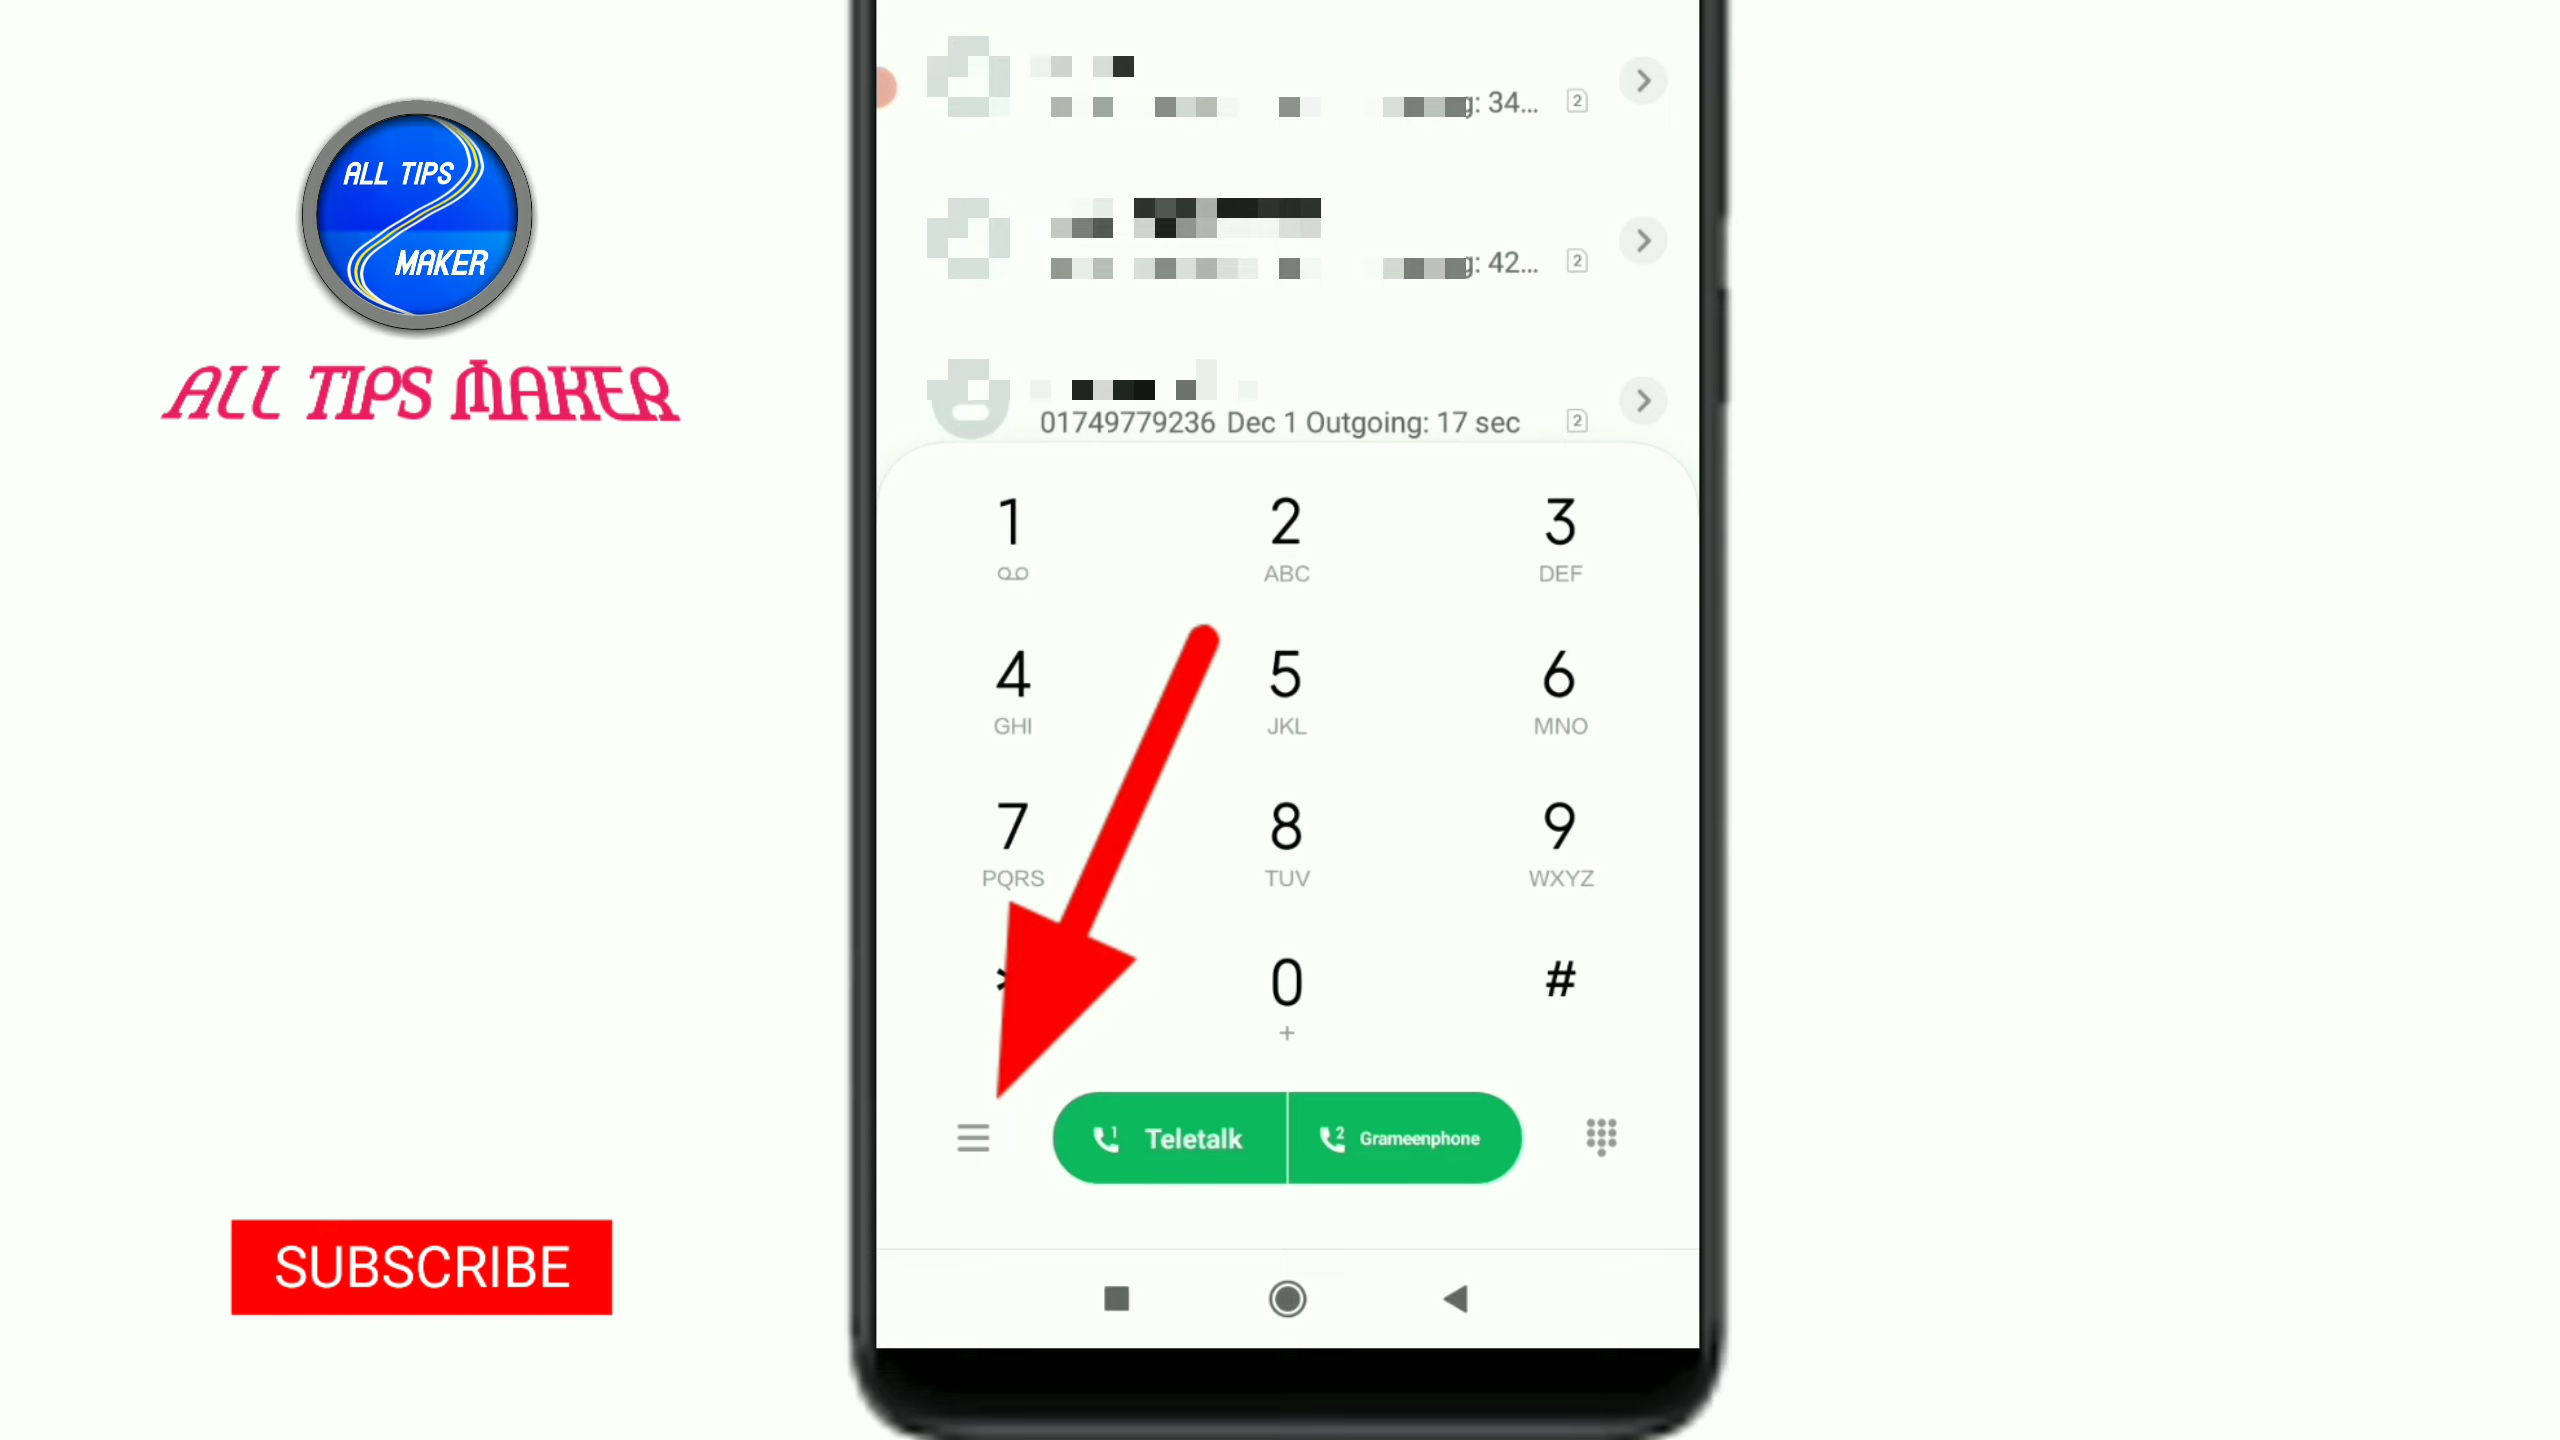 ALL TIPS
MAKER
ALL TIPS MAKER
g: 34... 2
g: 42... 2
01749779236 Dec 1 Outgoing: 17 sec 2
1 2 3
ABC DEF
4 5 6
GHI JKL MNO
7 8 9
PQRS TUV WXYZ
0 #
+
1 Teletalk 2 Grameenphone
SUBSCRIBE